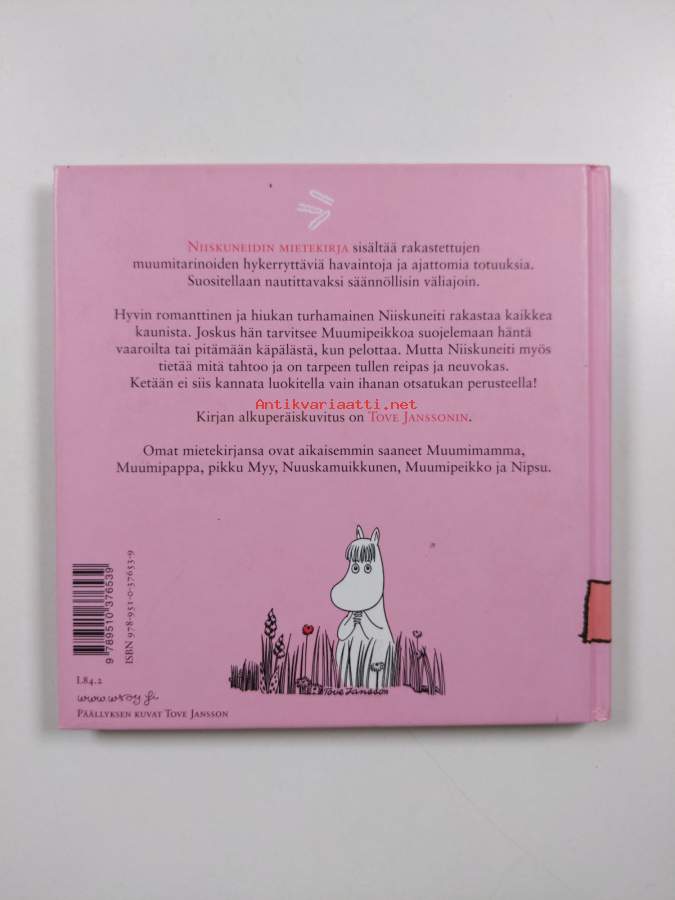 Niiskuneidin mietekirja sisältää rakastettujen
muumitarinoiden hykerryttäviä havaintoja ja ajattomia totuuksia.
Suositellaan nautittavaksi säännöllisin väliajoin.
Hyvin romanttinen ja hiukan turhamainen Niiskuneiti rakastaa kaikkea
kaunista. Joskus hän tarvitsee Muumipeikkoa suojelemaan häntä
vaaroilta tai pitämään käpälästä, kun pelottaa. Mutta Niiskuneiti myös
tietää mitä tahtoo ja on tarpeen tullen reipas ja neuvokas.
Ketään ei siis kannata luokitella vain ihanan otsatukan perusteella!
Antikvariaatti.net
Kirjan alkuperäiskuvitus on Tove Janssonin.
Omat mietekirjansa ovat aikaisemmin saaneet Muumimamma,
Muumipappa, pikku Myy, Nuuskamuikkunen, Muumipeikko ja Nipsu.
9 789510 376539
ISBN 978-951-0-37653-9
Tove Jansson
L84.2
www.wsoy.fi
Päällyksen kuvat Tove Jansson